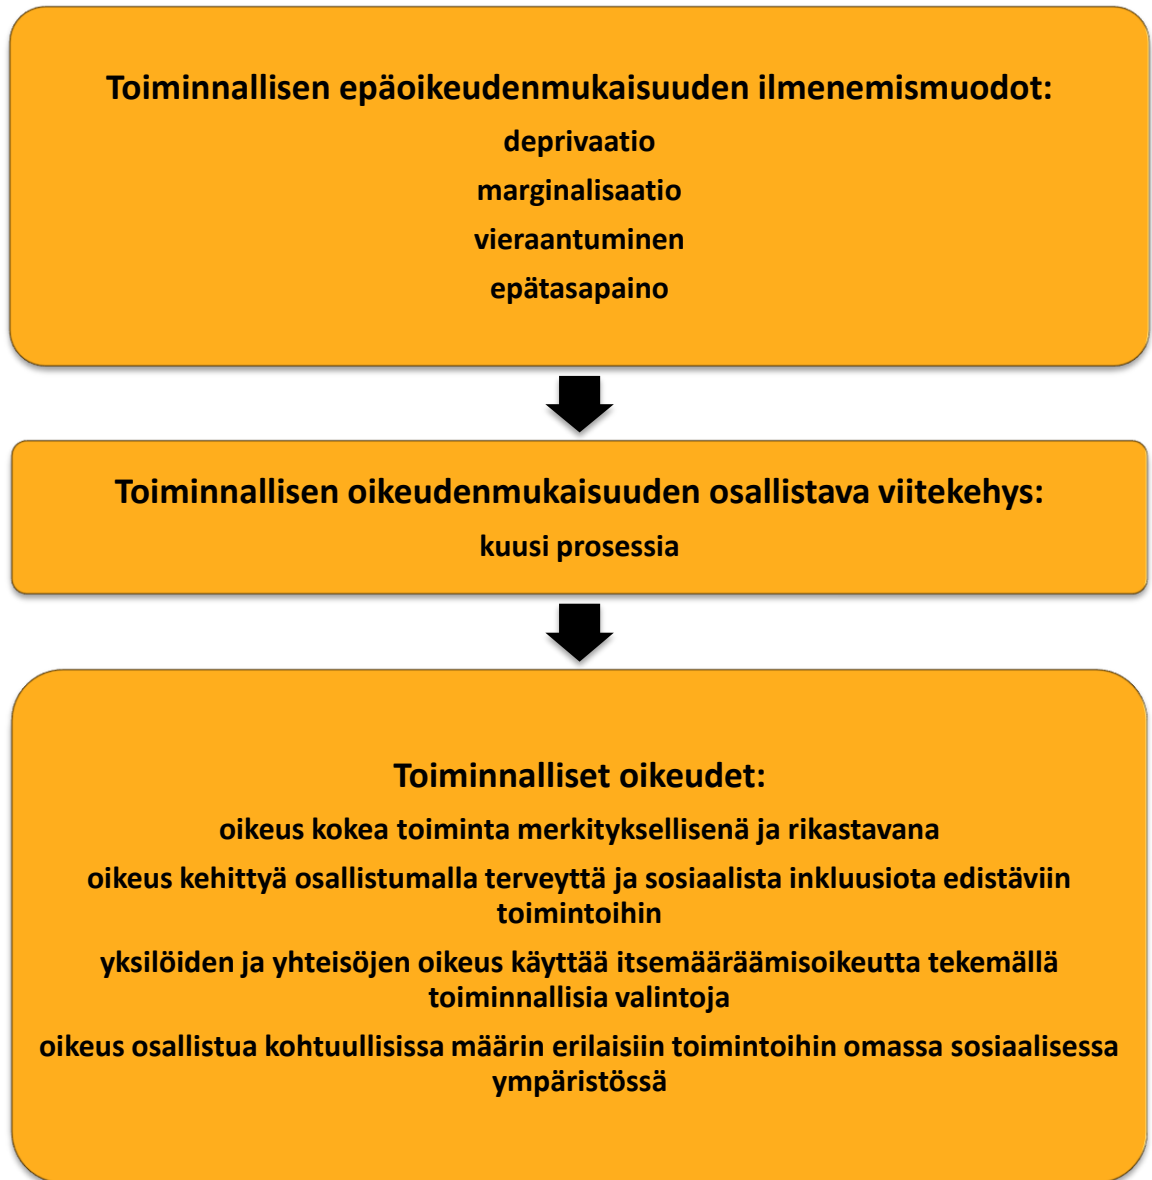 Toiminnallisen epäoikeudenmukaisuuden ilmenemismuodot:
deprivaatio
marginalisaatio
vieraantuminen
epätasapaino
Toiminnallisen oikeudenmukaisuuden osallistava viitekehys:
kuusi prosessia
Toiminnalliset oikeudet:
oikeus kokea toiminta merkityksellisenä ja rikastavana
oikeus kehittyä osallistumalla terveyttä ja sosiaalista inkluusiota edistäviin
toimintoihin
yksilöiden ja yhteisöjen oikeus käyttää itsemääräämisoikeutta tekemällä
toiminnallisia valintoja
oikeus osallistua kohtuullisissa määrin erilaisiin toimintoihin omassa sosiaalisessa
ympäristössä